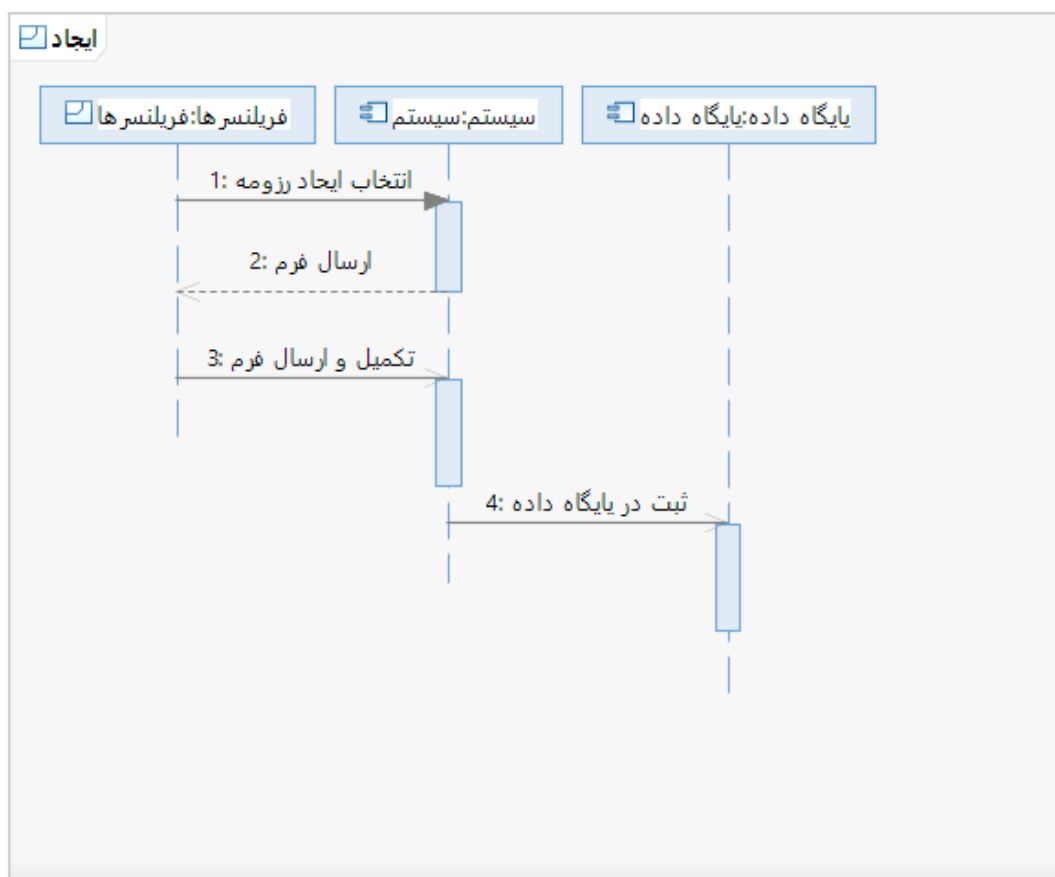 ایجاد
فریلنسرها:فریلنسرها
سیستم:سیستم
پایگاه داده:پایگاه داده
1: انتخاب ایجاد رزومه
2: ارسال فرم
3: تکمیل و ارسال فرم
4: ثبت در پایگاه داده